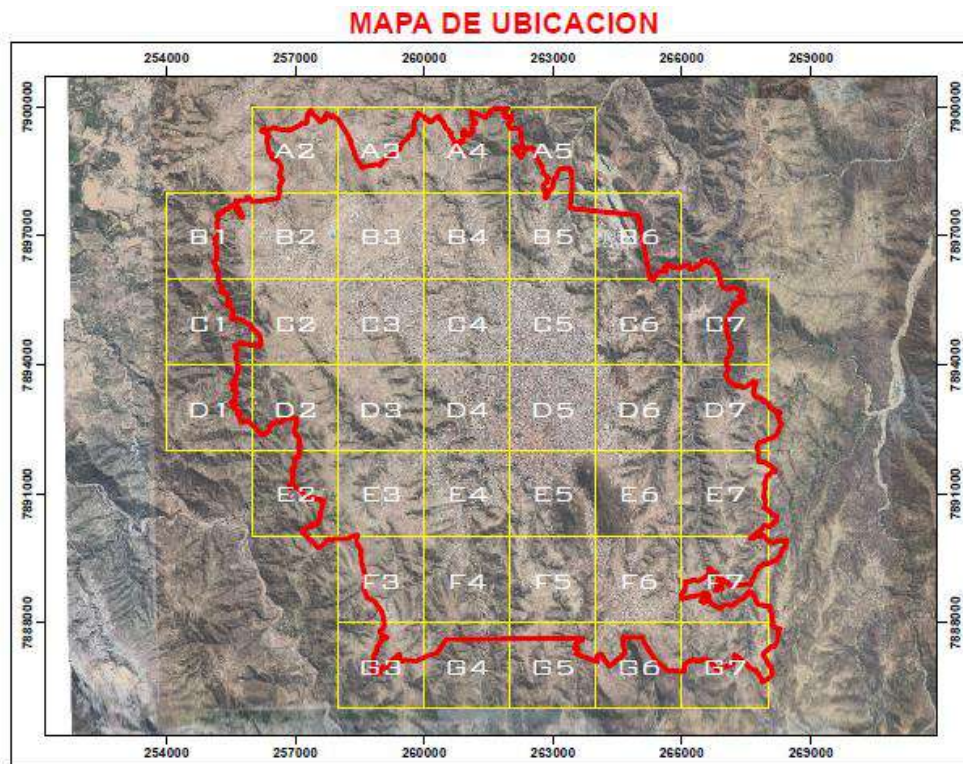 MAPA DE UBICACION
254000 257000 260000 263000 266000 269000
7900000 7900000
A2 A3 A4 A5
7897000 7897000
B1 B2 B3 B4 B5 B6
C1 C2 C3 C4 C5 C6 C7
7894000 7894000
D1 D2 D3 D4 D5 D6 D7
7891000 7891000
E2 E3 E4 E5 E6 E7
F3 F4 F5 F6 F7
7888000 7888000
G3 G4 G5 G6 G7
254000 257000 260000 263000 266000 269000